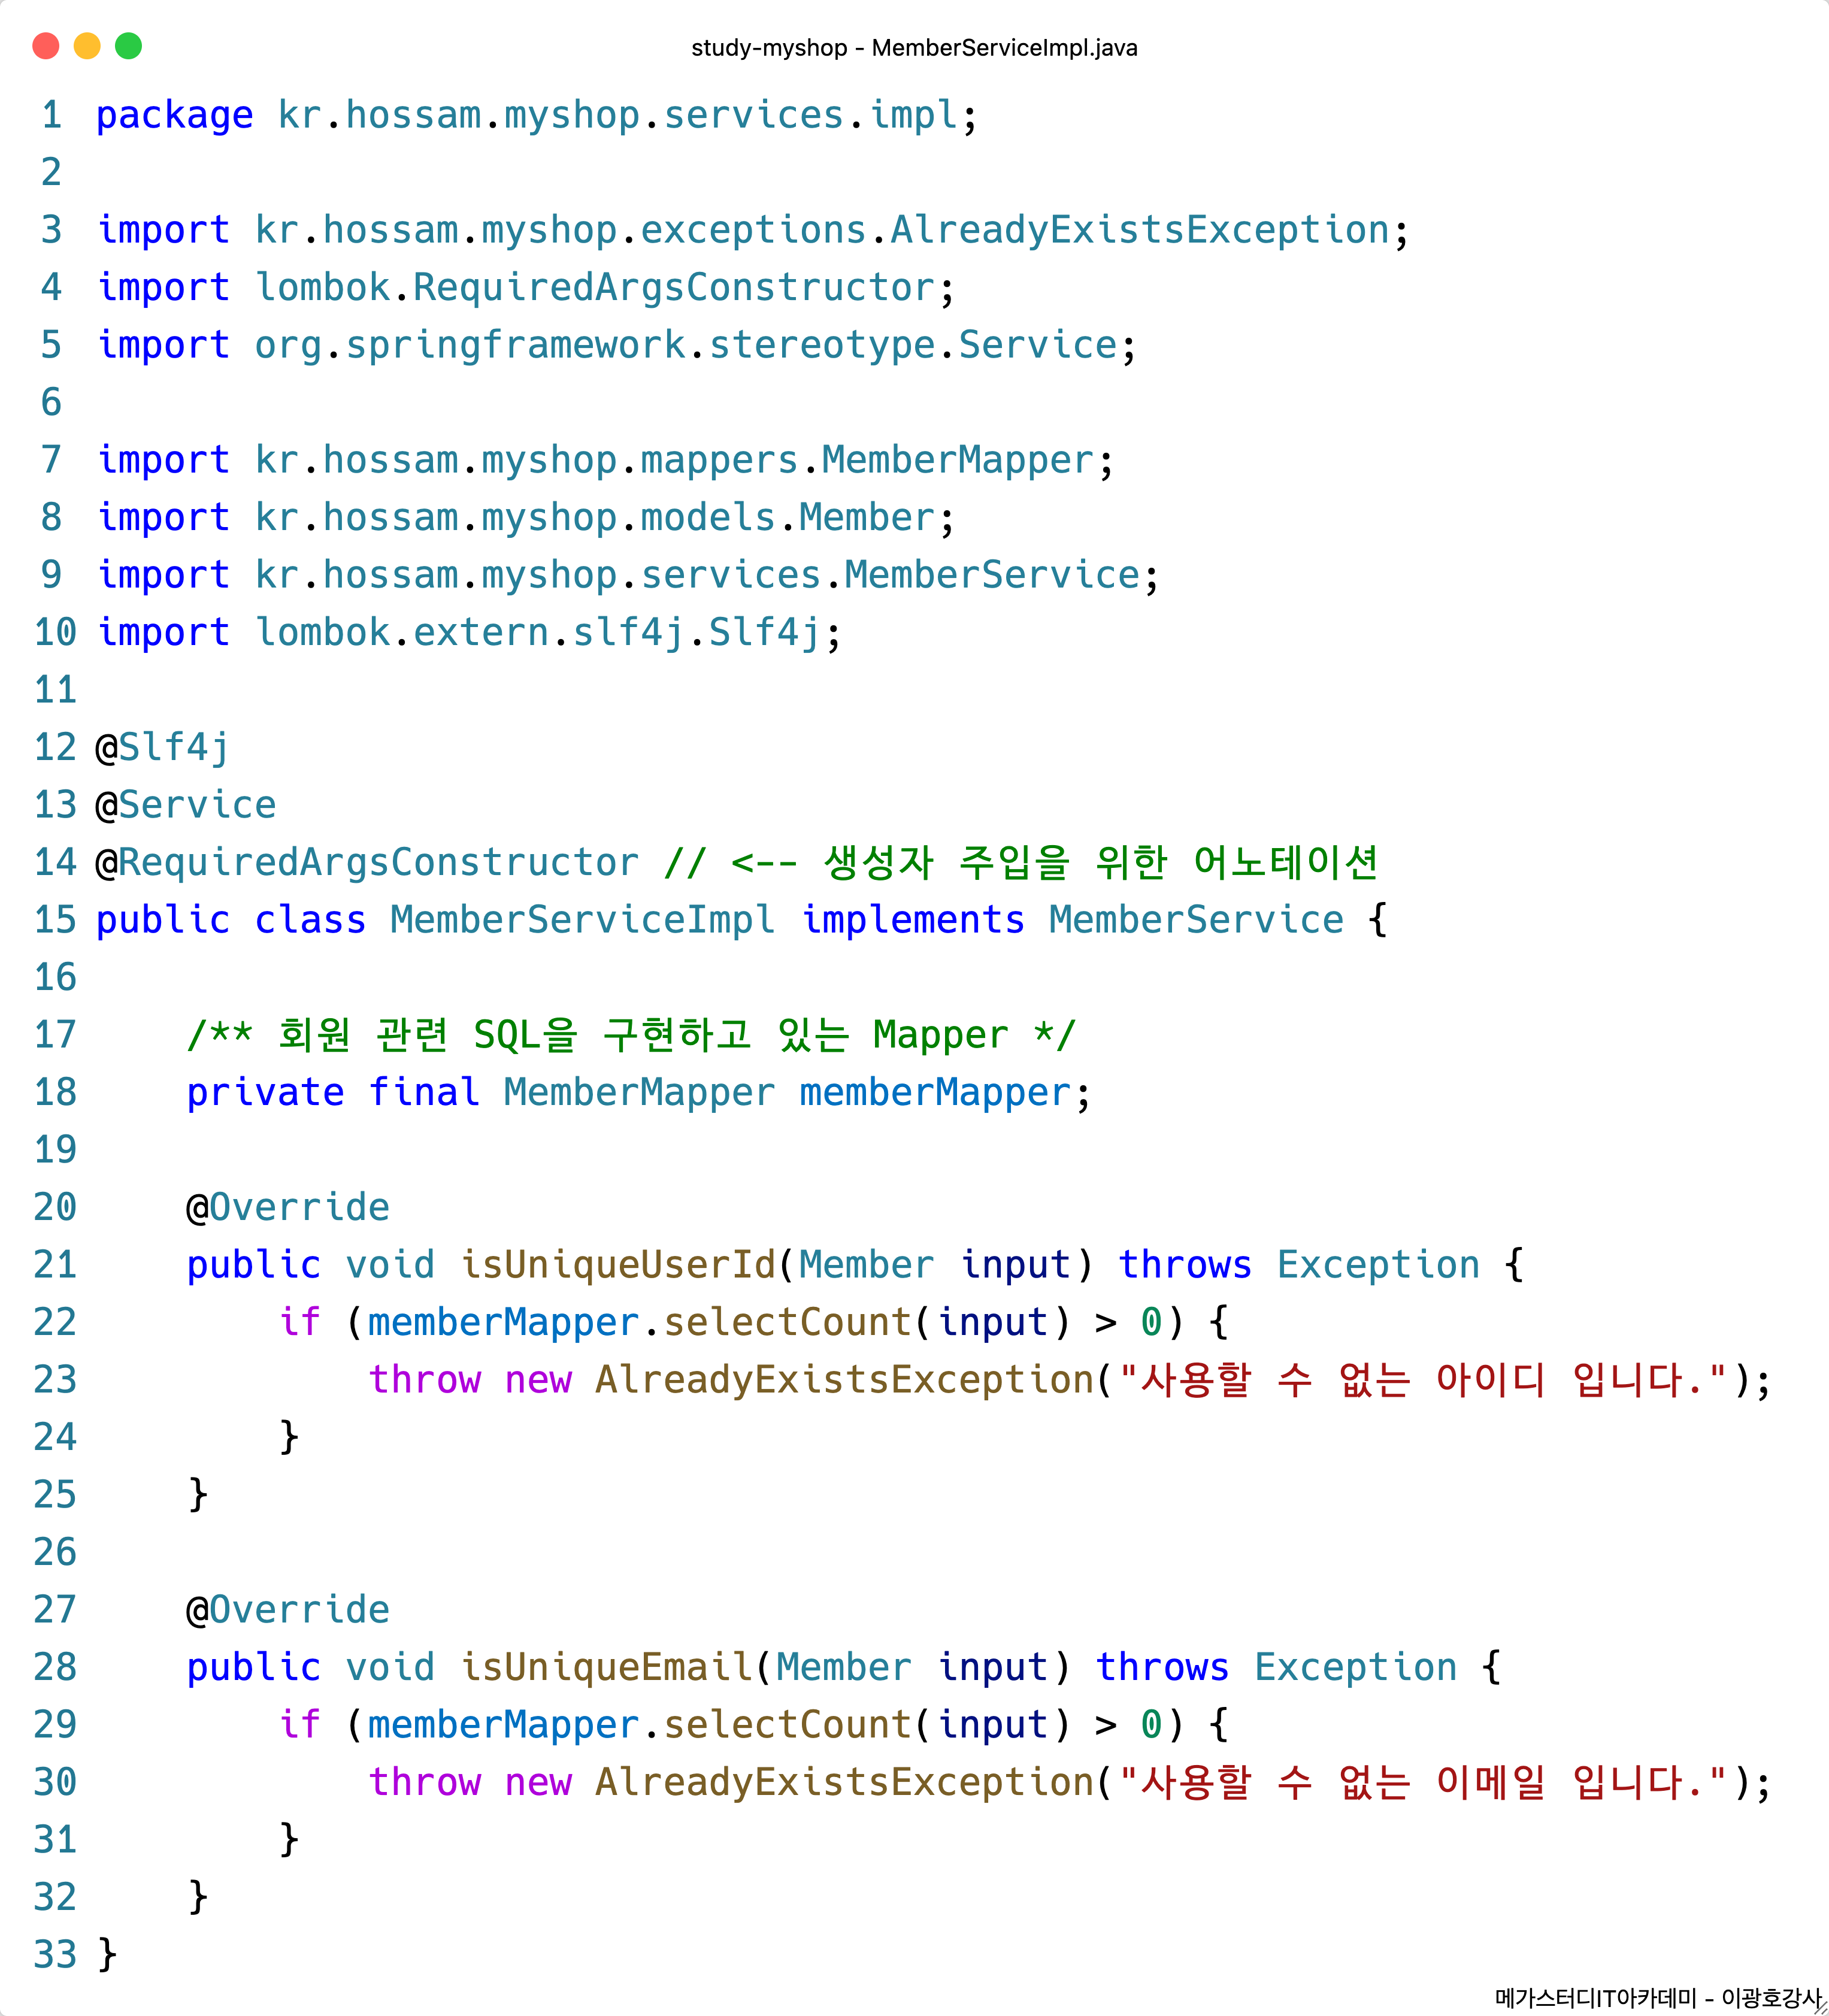 study-myshop - MemberServiceImpl.java
1 package kr.hossam.myshop.services.impl;
2
3 import kr.hossam.myshop.exceptions.AlreadyExistsException;
4 import lombok.RequiredArgsConstructor;
5 import org.springframework.stereotype.Service;
6
7 import kr.hossam.myshop.mappers.MemberMapper;
8 import kr.hossam.myshop.models.Member;
9 import kr.hossam.myshop.services.MemberService;
10 import lombok.extern.slf4j.Slf4j;
11
12 @Slf4j
13 @Service
14 @RequiredArgsConstructor // <-- 생성자 주입을 위한 어노테이션
15 public class MemberServiceImpl implements MemberService {
16
17     /** 회원 관련 SQL을 구현하고 있는 Mapper */
18     private final MemberMapper memberMapper;
19
20     @Override
21     public void isUniqueUserId(Member input) throws Exception {
22         if (memberMapper.selectCount(input) > 0) {
23             throw new AlreadyExistsException("사용할 수 없는 아이디 입니다.");
24         }
25     }
26
27     @Override
28     public void isUniqueEmail(Member input) throws Exception {
29         if (memberMapper.selectCount(input) > 0) {
30             throw new AlreadyExistsException("사용할 수 없는 이메일 입니다.");
31         }
32     }
33 }
메가스터디IT아카데미 - 이광호강사